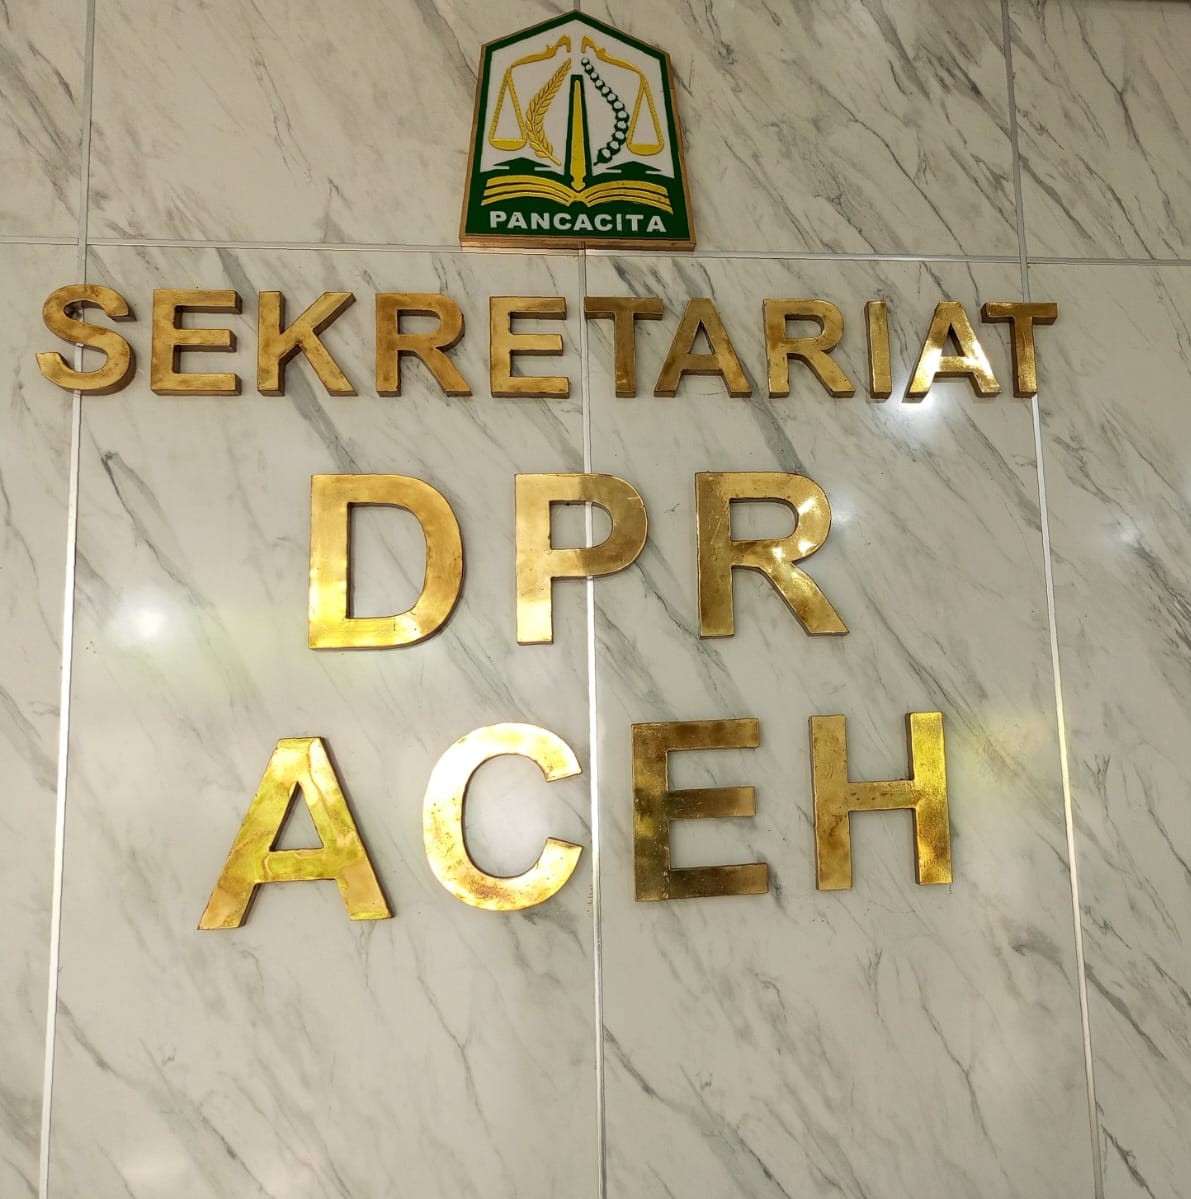 PANCACITA
SEKRETARIAT
DPR
ACEH